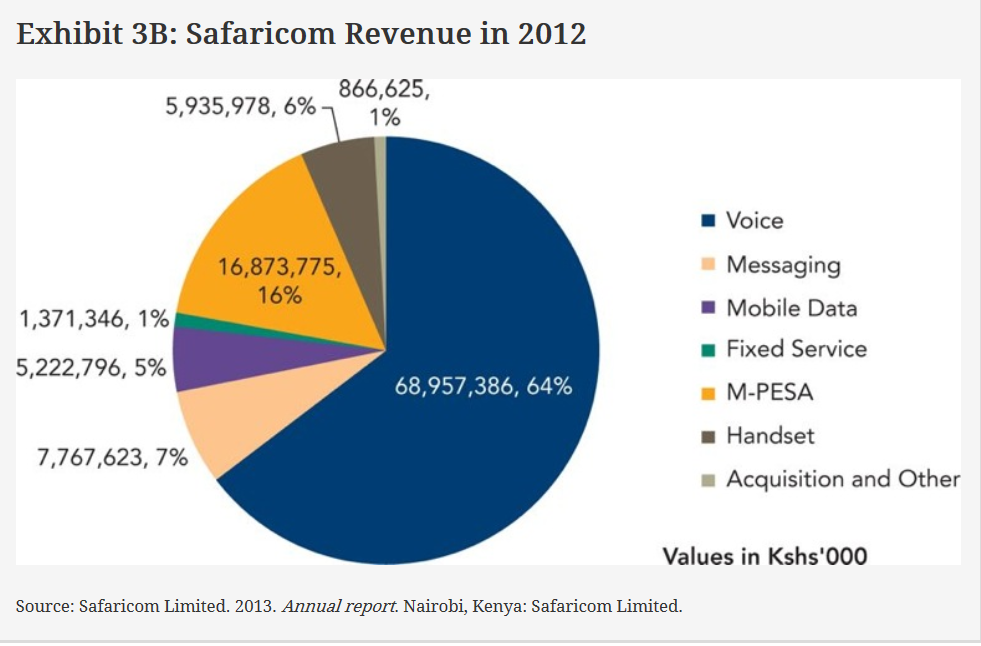 Exhibit 3B: Safaricom Revenue in 2012
866,625,
1%
5,935,978, 6%
16,873,775,
16%
1,371,346, 1%
5,222,796, 5%
7,767,623, 7%
68,957,386, 64%
Voice
Messaging
Mobile Data
Fixed Service
M-PESA
Handset
Acquisition and Other
Values in Kshs'000
Source: Safaricom Limited. 2013. Annual report. Nairobi, Kenya: Safaricom Limited.